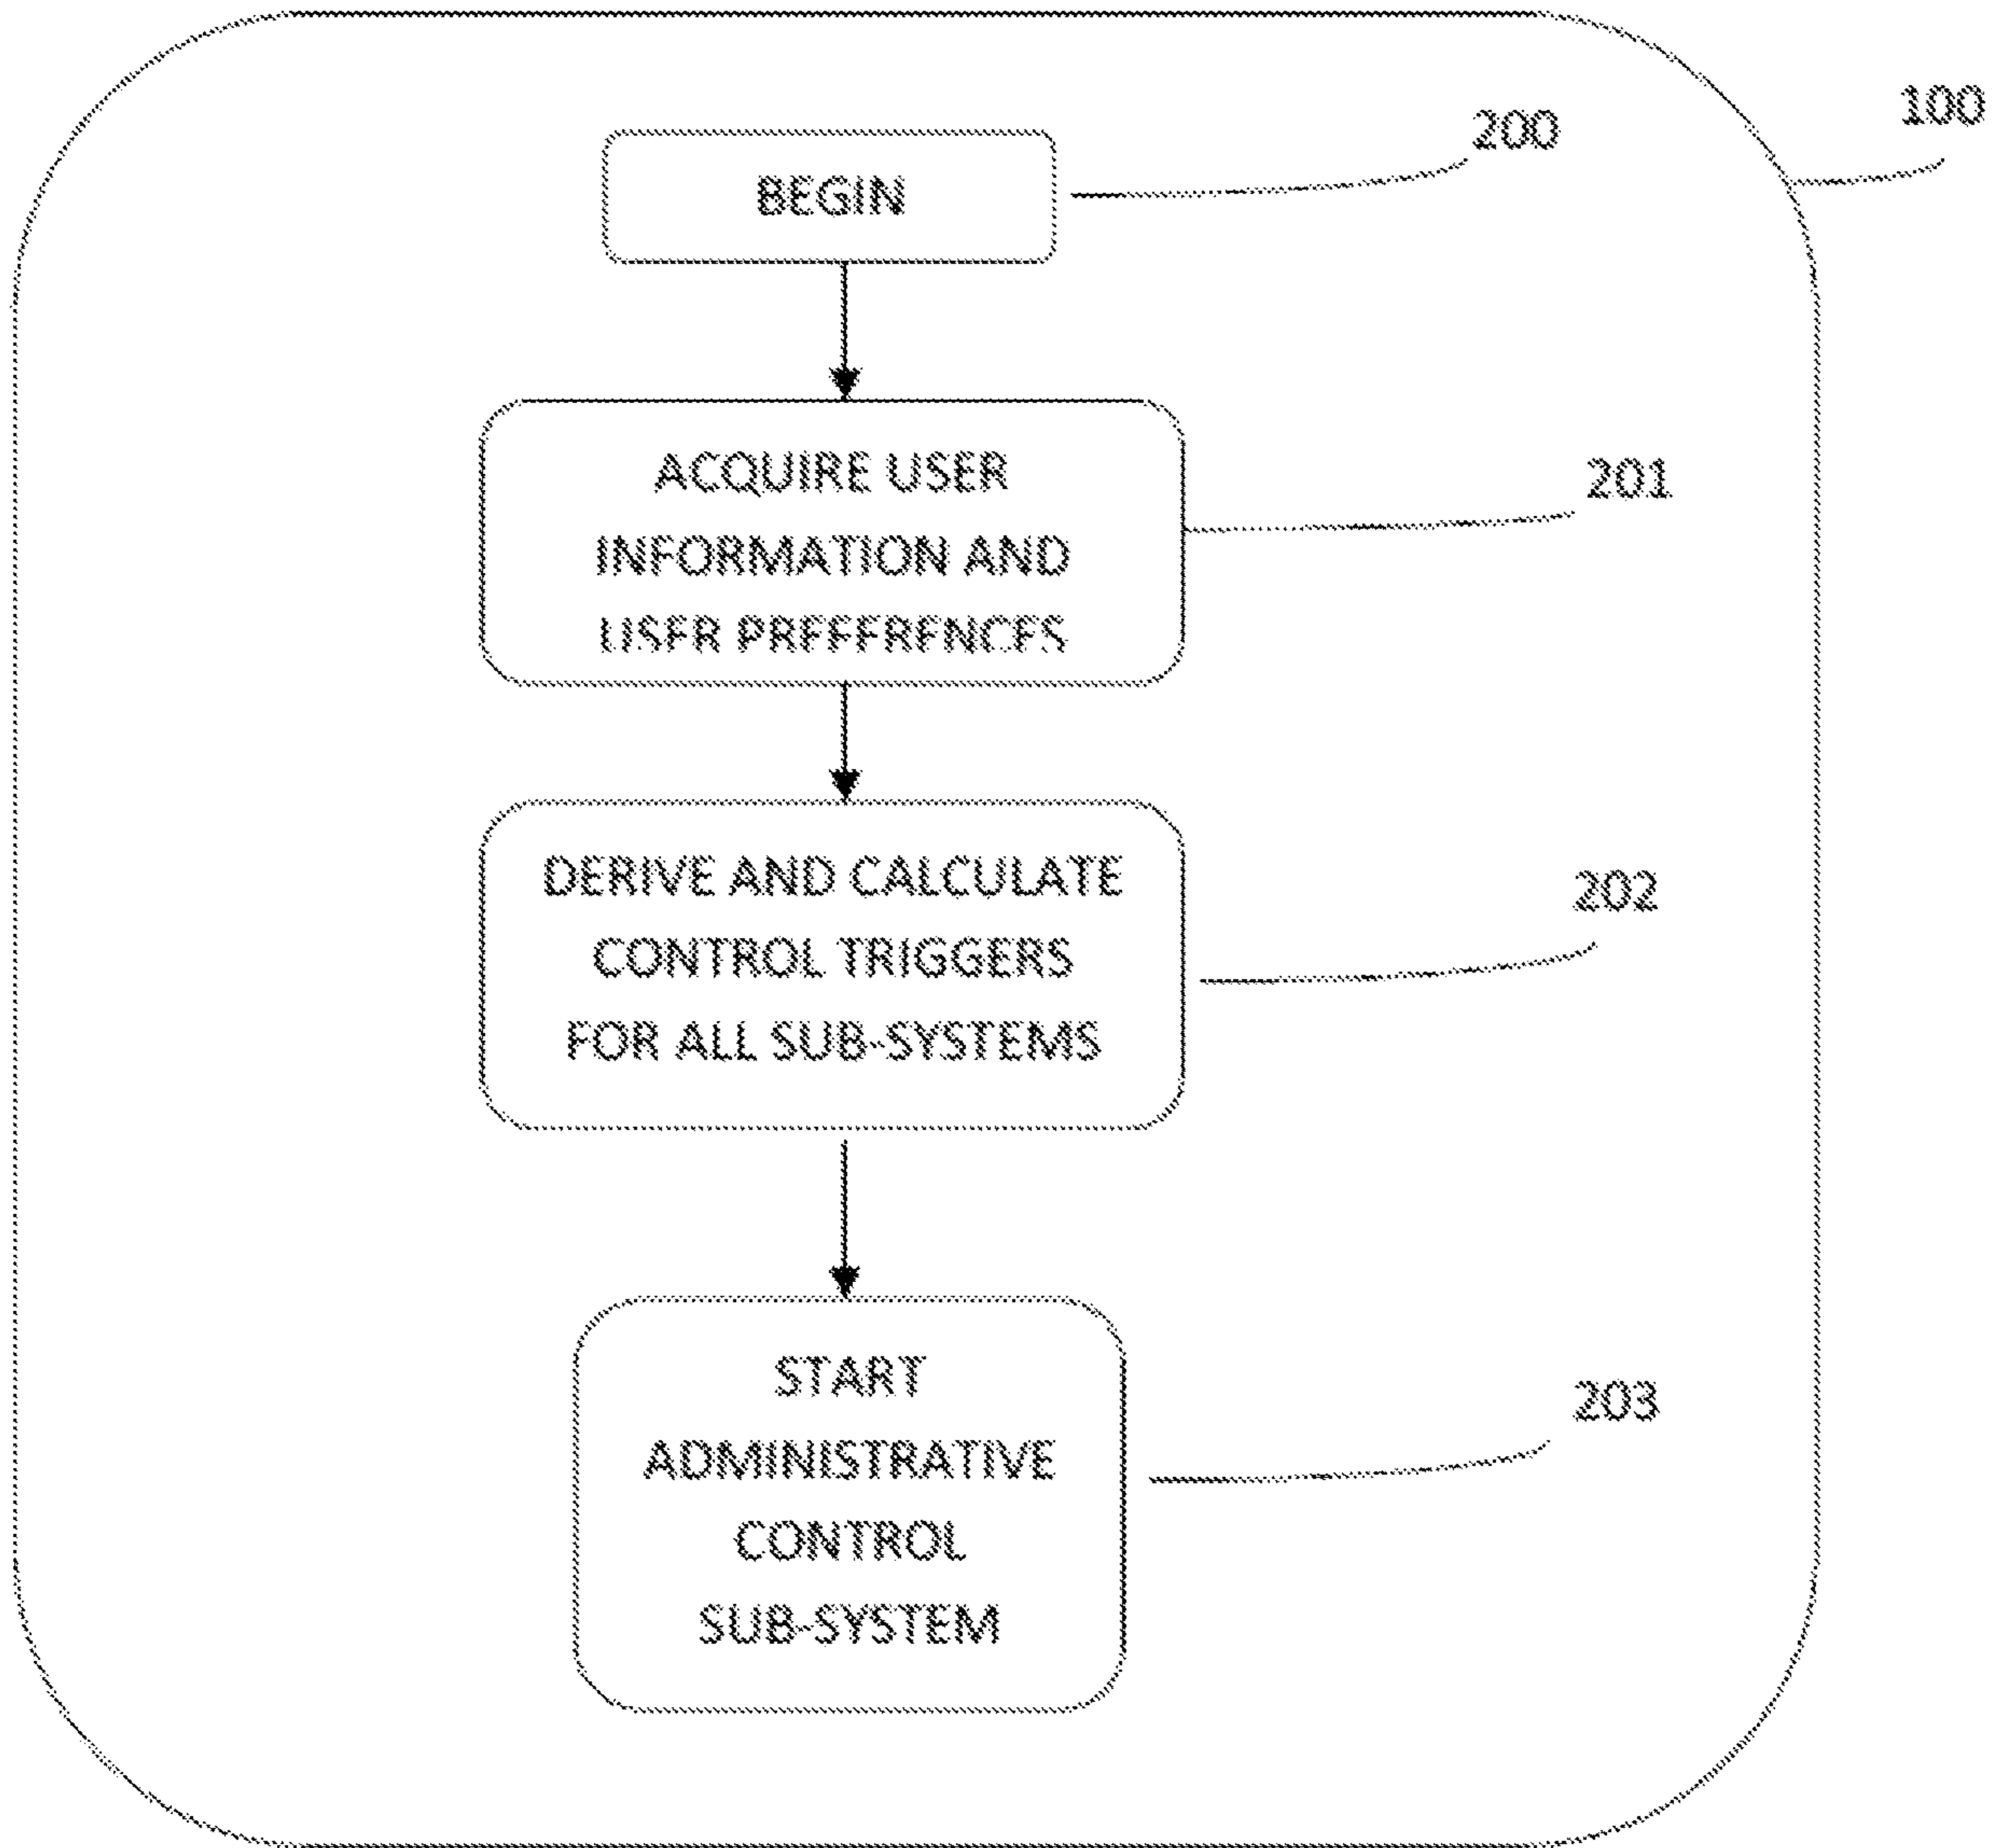 100
200
BEGIN
ACQUIRE USER
INFORMATION AND
USER PREFERENCES
201
DERIVE AND CALCULATE
CONTROL TRIGGERS
FOR ALL SUB-SYSTEMS
202
START
ADMINISTRATIVE
CONTROL
SUB-SYSTEM
203